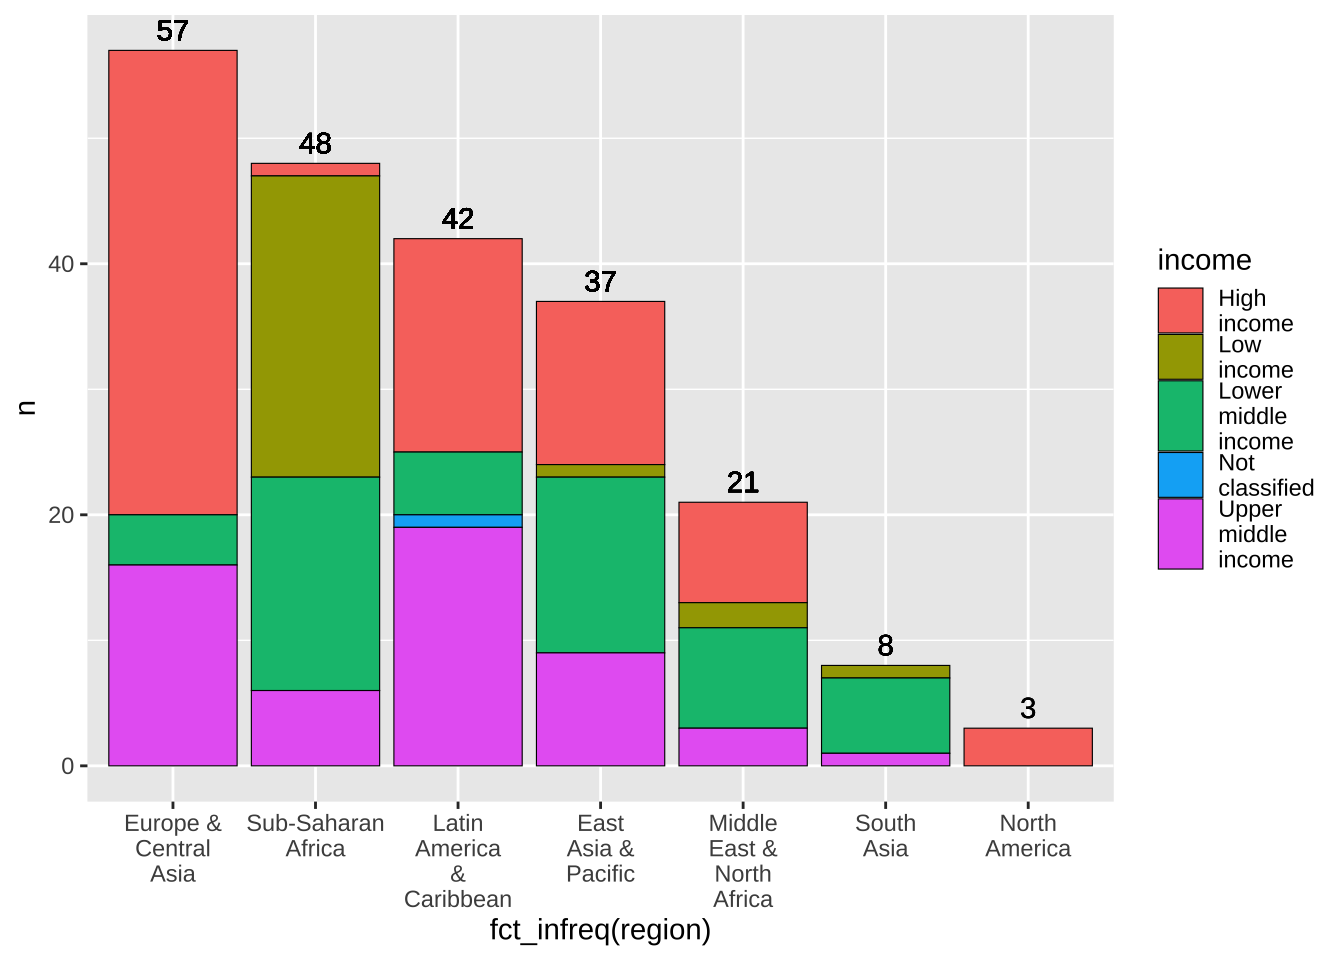 57
48
42
37
21
8
3
40
20
0
n
Europe &
Central
Asia
Sub-Saharan
Africa
Latin
America
&
Caribbean
East
Asia &
Pacific
Middle
East &
North
Africa
South
Asia
North
America
fct_infreq(region)
income
High
income
Low
income
Lower
middle
income
Not
classified
Upper
middle
income